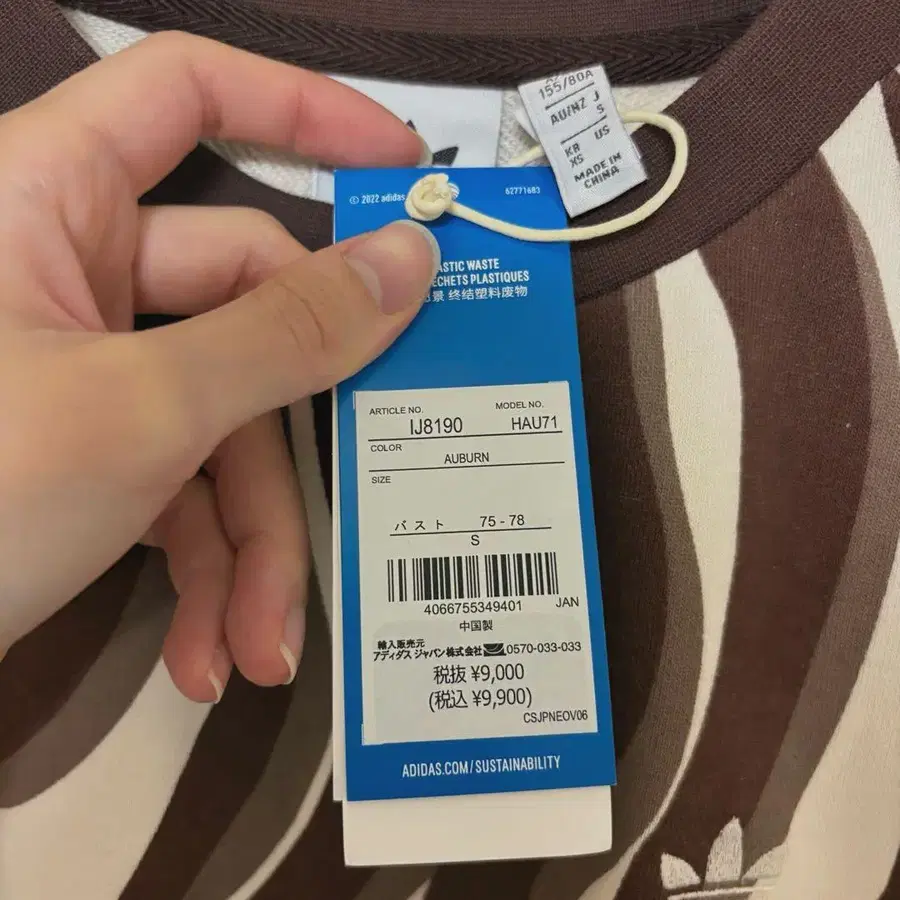 155/80A
AU/NZ J
S
KR US
XS
MADE IN
CHINA
© 2022 adidas 62771683
WASTE
PLASTIQUES
终结塑料废物
ARTICLE NO. MODEL NO.
IJ8190 HAU71
COLOR
AUBURN
SIZE
バスト 75 - 78
S
4066755349401 JAN
中国製
輸入販売元
アディダス ジャパン株式会社 0570-033-033
税抜 ¥9,000
(税込 ¥9,900)
CSJPNEOV06
ADIDAS.COM/SUSTAINABILITY